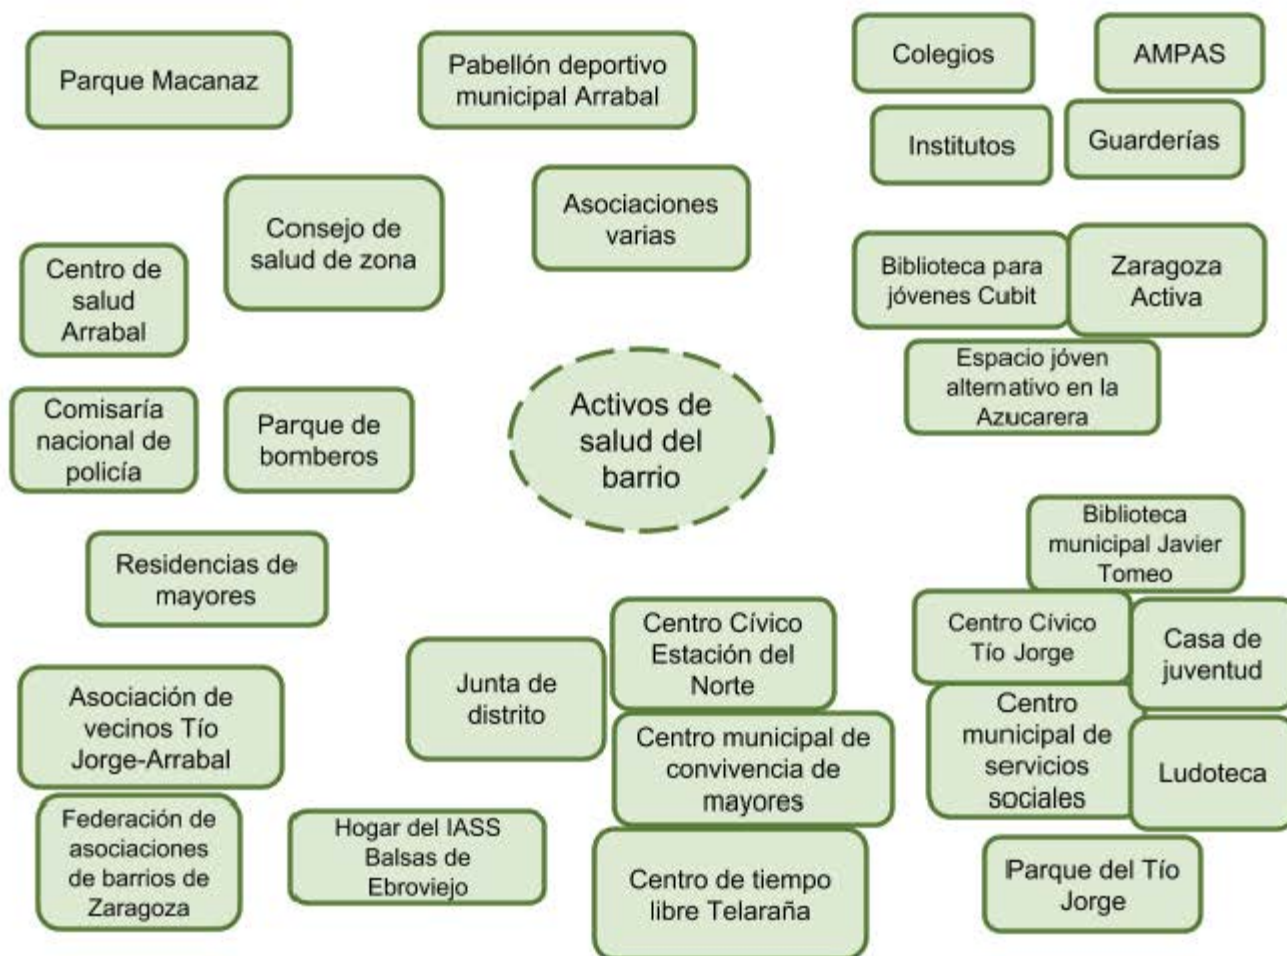 Parque Macanaz
Pabellón deportivo
municipal Arrabal
Colegios
AMPAS
Institutos
Guarderías
Consejo de
salud de zona
Asociaciones
varias
Centro de
salud
Arrabal
Biblioteca para
jóvenes Cubit
Zaragoza
Activa
Espacio jóven
alternativo en la
Azucarera
Comisaría
nacional de
policía
Parque de
bomberos
Activos de
salud del
barrio
Residencias de
mayores
Biblioteca
municipal Javier
Tomeo
Centro Cívico
Tío Jorge
Casa de
juventud
Centro
municipal de
servicios
sociales
Ludoteca
Parque del Tío
Jorge
Junta de
distrito
Centro Cívico
Estación del
Norte
Centro municipal de
convivencia de
mayores
Centro de tiempo
libre Telaraña
Asociación de
vecinos Tío
Jorge-Arrabal
Federación de
asociaciones
de barrios de
Zaragoza
Hogar del IASS
Balsas de
Ebroviejo